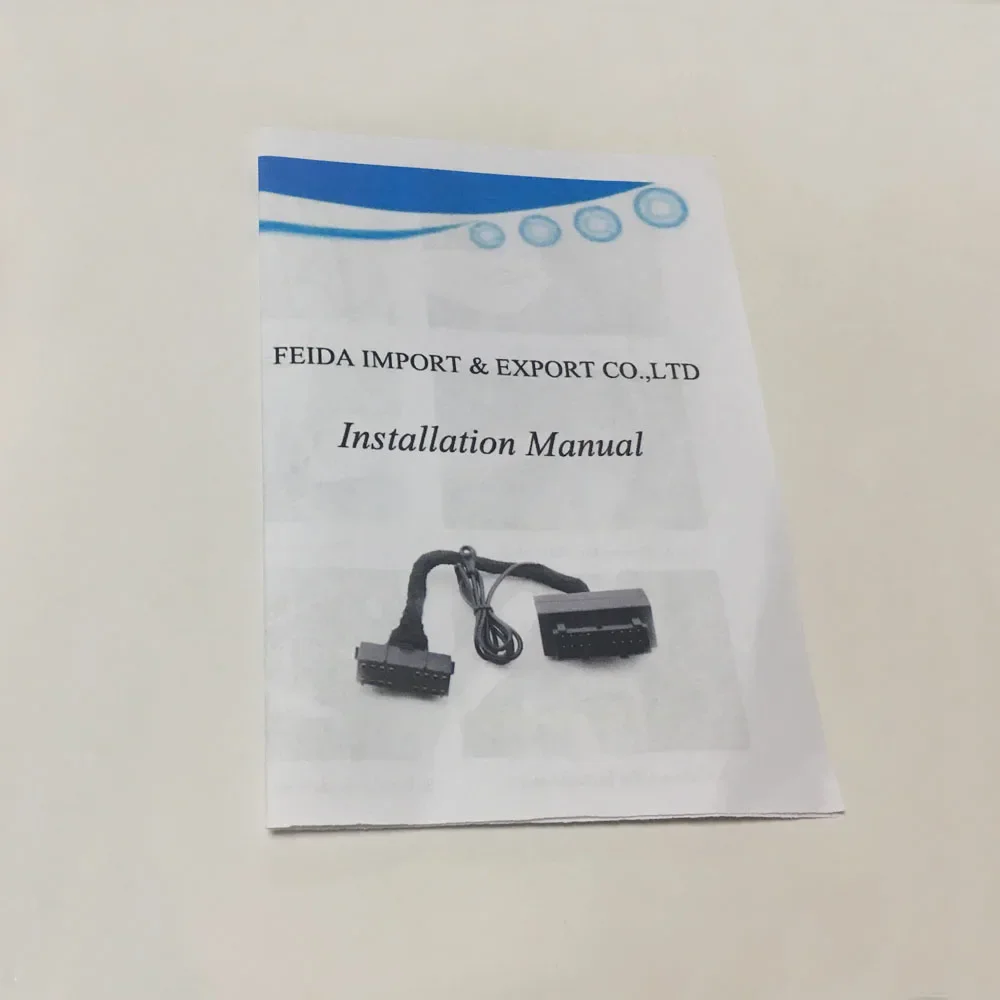 FEIDA IMPORT & EXPORT CO.,LTD
Installation Manual